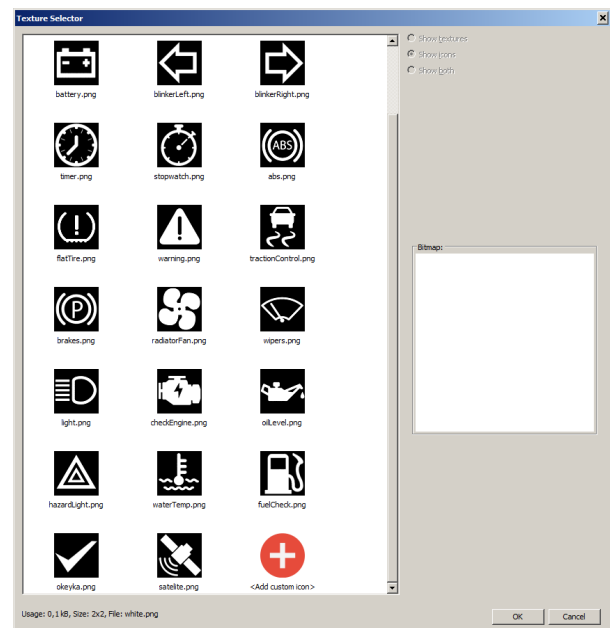 Texture Selector
Show textures
Show icons
Show both
battery.png blinkerLeft.png blinkerRight.png
timer.png stopwatch.png abs.png
ABS
flatTire.png warning.png tractionControl.png
Bitmap:
P
brakes.png radiatorFan.png wipers.png
light.png checkEngine.png oilLevel.png
hazardLight.png waterTemp.png fuelCheck.png
okeyka.png satelite.png <Add custom icon>
Usage: 0,1 kB, Size: 2x2, File: white.png
OK Cancel